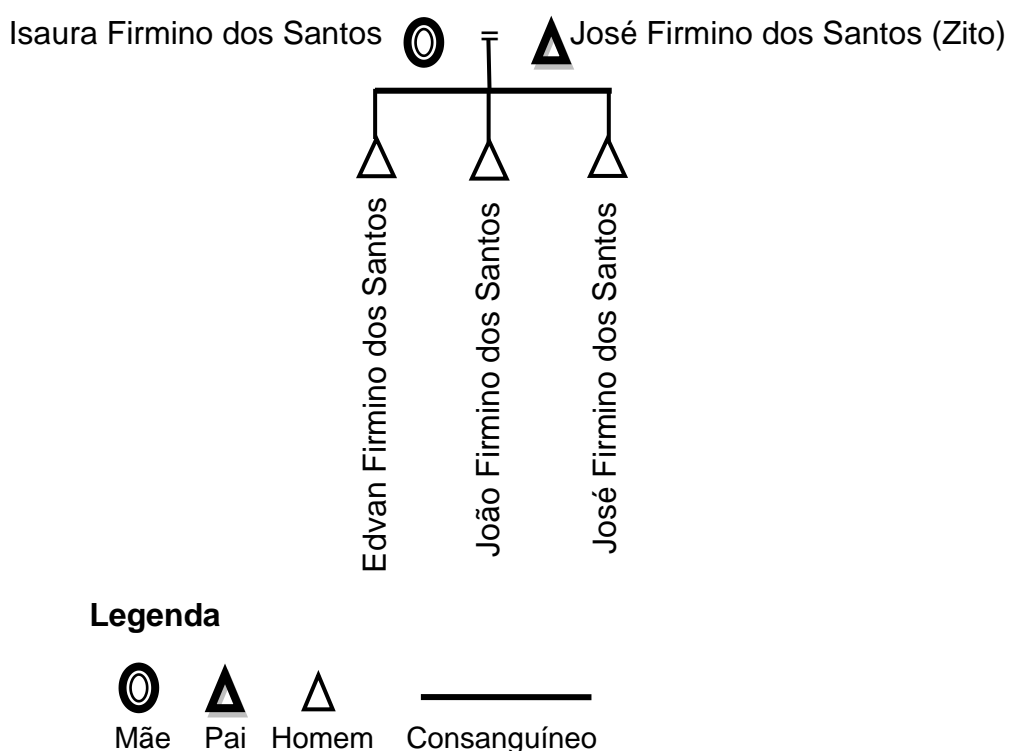 Isaura Firmino dos Santos = José Firmino dos Santos (Zito)
Edvan Firmino dos Santos
João Firmino dos Santos
José Firmino dos Santos
Legenda
Mãe Pai Homem Consanguíneo